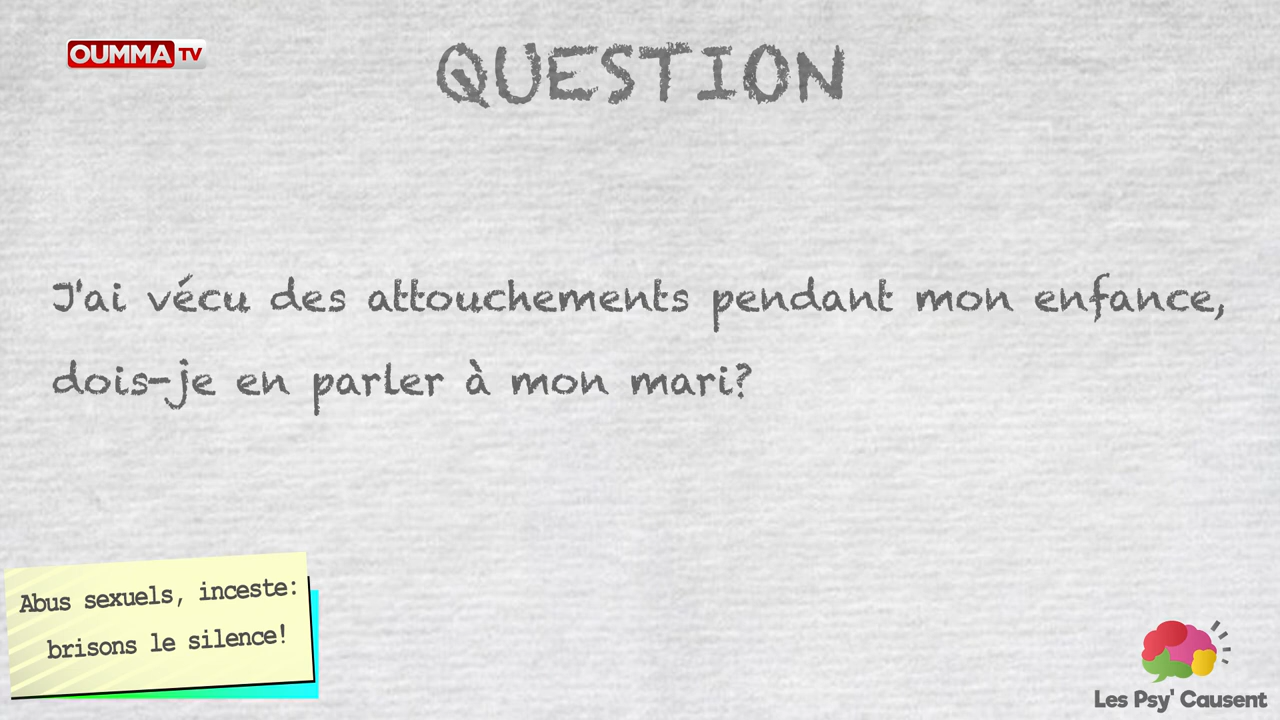 OUMMA TV
QUESTION
J'ai vécu des attouchements pendant mon enfance,
dois-je en parler à mon mari?
Abus sexuels, inceste:
brisons le silence!
Les Psy' Causent